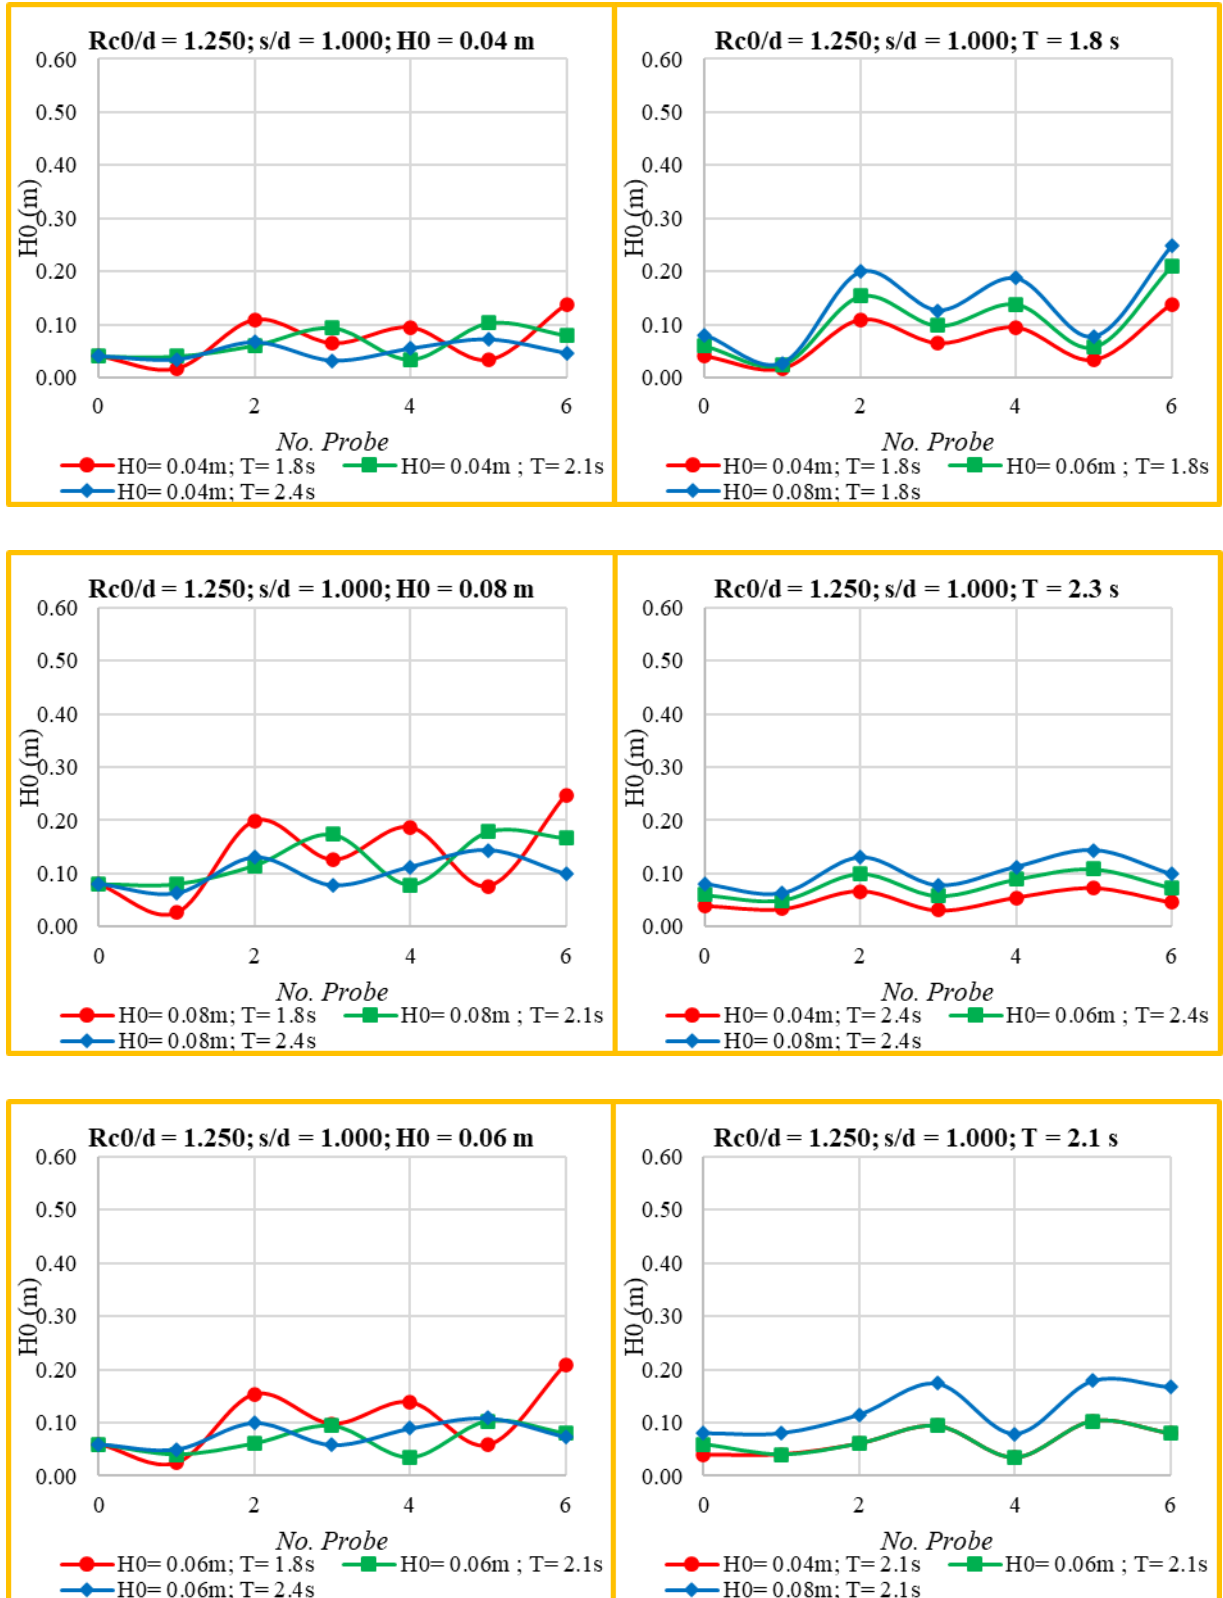 Rc0/d = 1.250; s/d = 1.000; H0 = 0.04 m
0.60
0.50
0.40
0.30
0.20
0.10
0.00
H0 (m)
0 2 4 6
No. Probe
H0= 0.04m; T= 1.8s H0= 0.04m ; T= 2.1s
H0= 0.04m; T= 2.4s
Rc0/d = 1.250; s/d = 1.000; T = 1.8 s
0.60
0.50
0.40
0.30
0.20
0.10
0.00
H0 (m)
0 2 4 6
No. Probe
H0= 0.04m; T= 1.8s H0= 0.06m ; T= 1.8s
H0= 0.08m; T= 1.8s
Rc0/d = 1.250; s/d = 1.000; H0 = 0.08 m
0.60
0.50
0.40
0.30
0.20
0.10
0.00
H0 (m)
0 2 4 6
No. Probe
H0= 0.08m; T= 1.8s H0= 0.08m ; T= 2.1s
H0= 0.08m; T= 2.4s
Rc0/d = 1.250; s/d = 1.000; T = 2.3 s
0.60
0.50
0.40
0.30
0.20
0.10
0.00
H0 (m)
0 2 4 6
No. Probe
H0= 0.04m; T= 2.4s H0= 0.06m ; T= 2.4s
H0= 0.08m; T= 2.4s
Rc0/d = 1.250; s/d = 1.000; H0 = 0.06 m
0.60
0.50
0.40
0.30
0.20
0.10
0.00
H0 (m)
0 2 4 6
No. Probe
H0= 0.06m; T= 1.8s H0= 0.06m ; T= 2.1s
H0= 0.06m; T= 2.4s
Rc0/d = 1.250; s/d = 1.000; T = 2.1 s
0.60
0.50
0.40
0.30
0.20
0.10
0.00
H0 (m)
0 2 4 6
No. Probe
H0= 0.04m; T= 2.1s H0= 0.06m ; T= 2.1s
H0= 0.08m; T= 2.1s